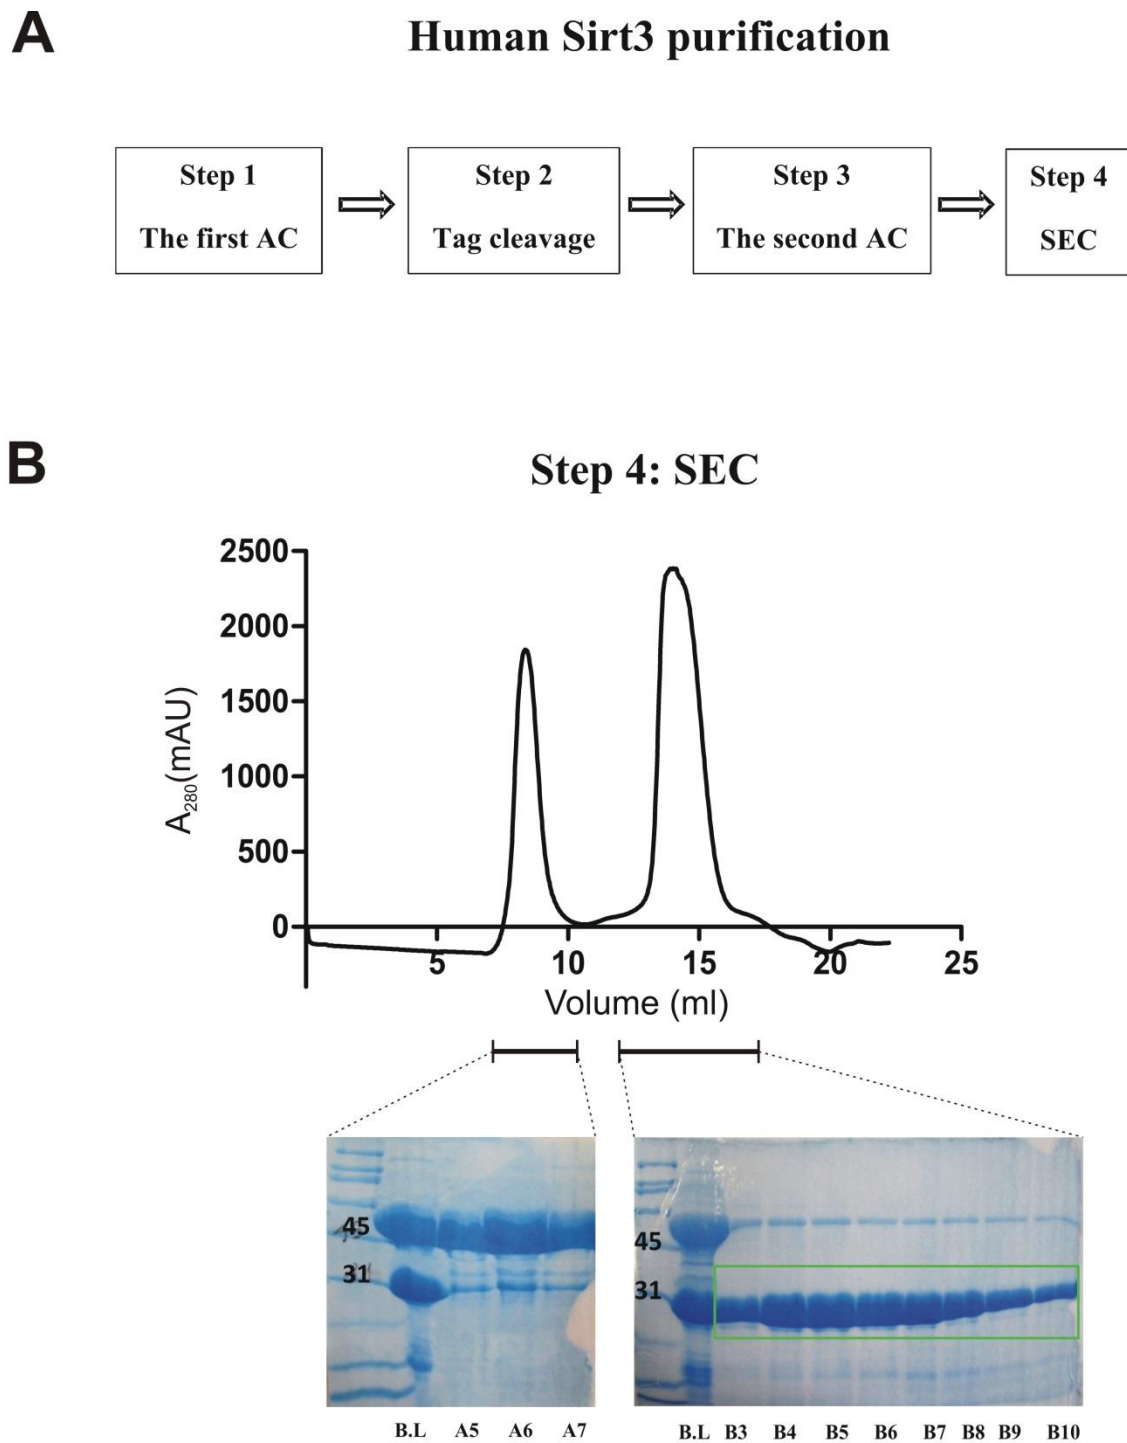 A
Human Sirt3 purification
Step 1
The first AC
Step 2
Tag cleavage
Step 3
The second AC
Step 4
SEC
B
Step 4: SEC
2500
2000
1500
1000
500
0
A280(mAU)
5 10 15 20 25
Volume (ml)
45
31
B.L A5 A6 A7
45
31
B.L B3 B4 B5 B6 B7 B8 B9 B10